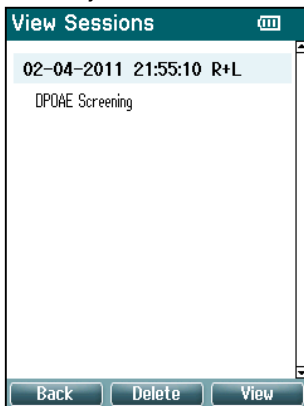 View Sessions
02-04-2011 21:55:10 R+L
DPOAE Screening
Back Delete View